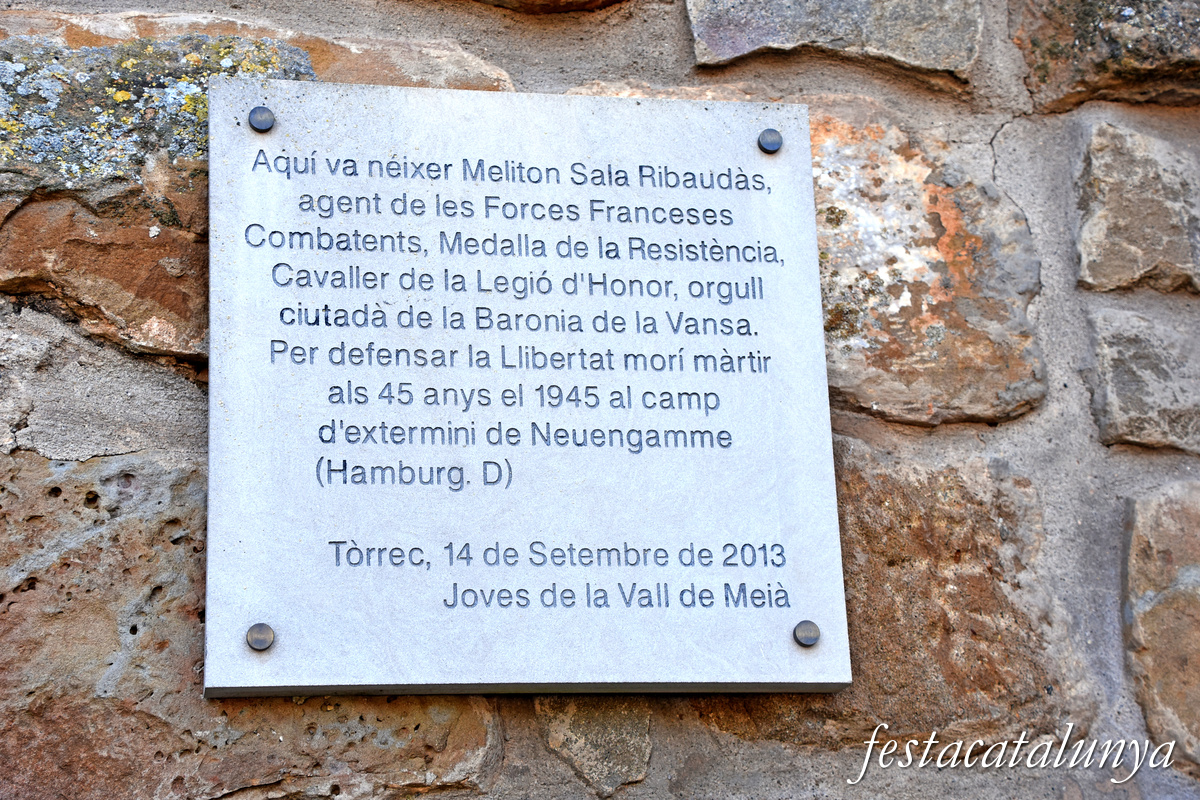 Aquí va néixer Meliton Sala Ribaudàs,
agent de les Forces Franceses
Combatents, Medalla de la Resistència,
Cavaller de la Legió d'Honor, orgull
ciutadà de la Baronia de la Vansa.
Per defensar la Llibertat morí màrtir
als 45 anys el 1945 al camp
d'extermini de Neuengamme
(Hamburg. D)
Tòrrec, 14 de Setembre de 2013
Joves de la Vall de Meià
festacatalunya